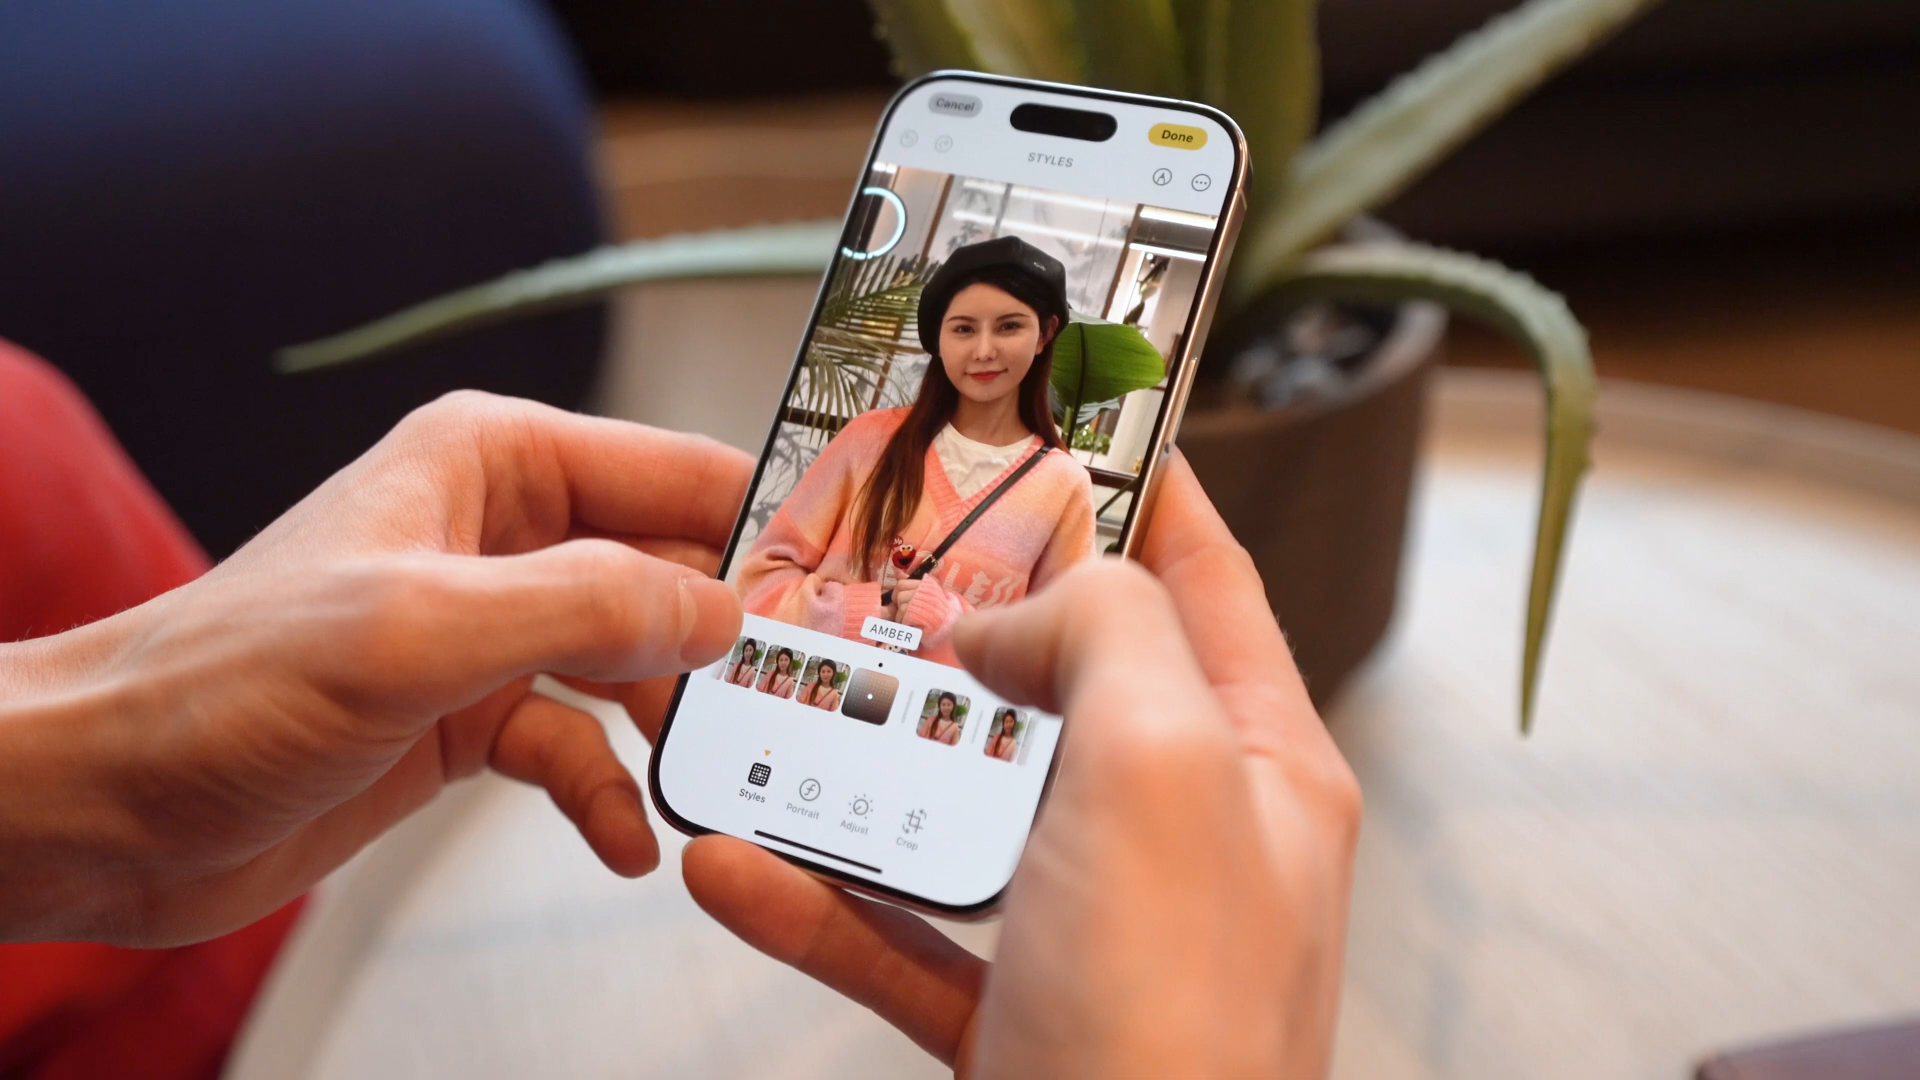 Cancel
Done
STYLES
AMBER
Styles
Portrait
Adjust
Crop